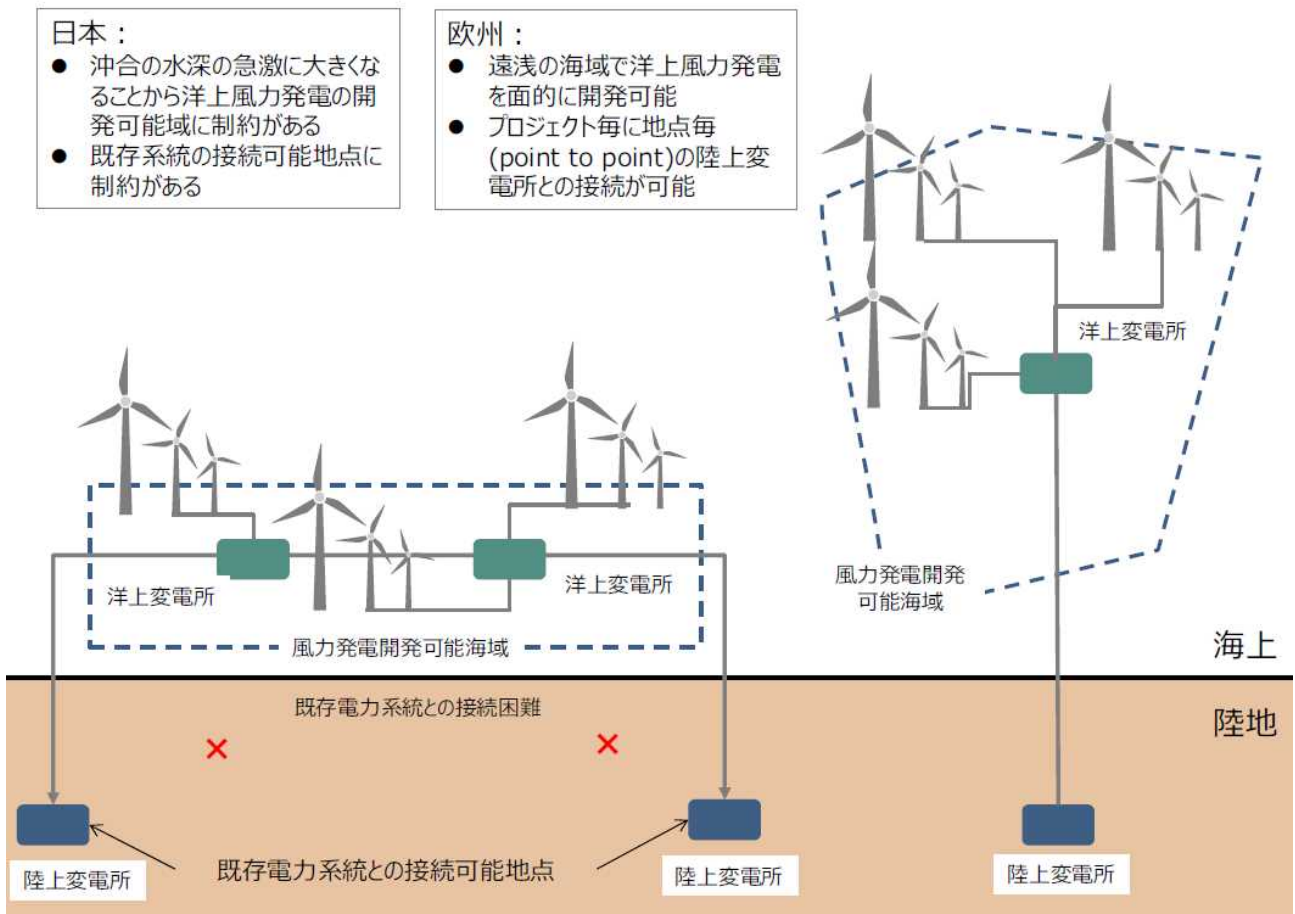 日本：
● 沖合の水深の急激に大きくな
ることから洋上風力発電の開
発可能域に制約がある
● 既存系統の接続可能地点に
制約がある
欧州：
● 遠浅の海域で洋上風力発電
を面的に開発可能
● プロジェクト毎に地点毎
(point to point)の陸上変
電所との接続が可能
洋上変電所
洋上変電所
洋上変電所
風力発電開発
可能海域
風力発電開発可能海域
海上
既存電力系統との接続困難
陸地
既存電力系統との接続可能地点
陸上変電所
陸上変電所
陸上変電所